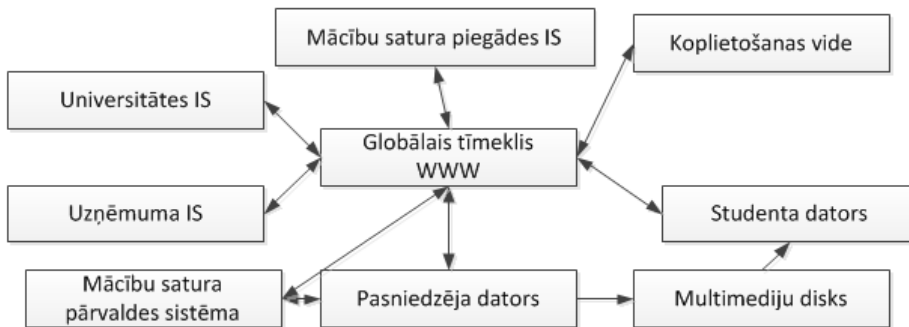 Mācību satura piegādes IS
Koplietošanas vide
Universitātes IS
Globālais tīmeklis
WWW
Uzņēmuma IS
Studenta dators
Mācību satura
pārvaldes sistēma
Pasniedzēja dators
Multimediju disks